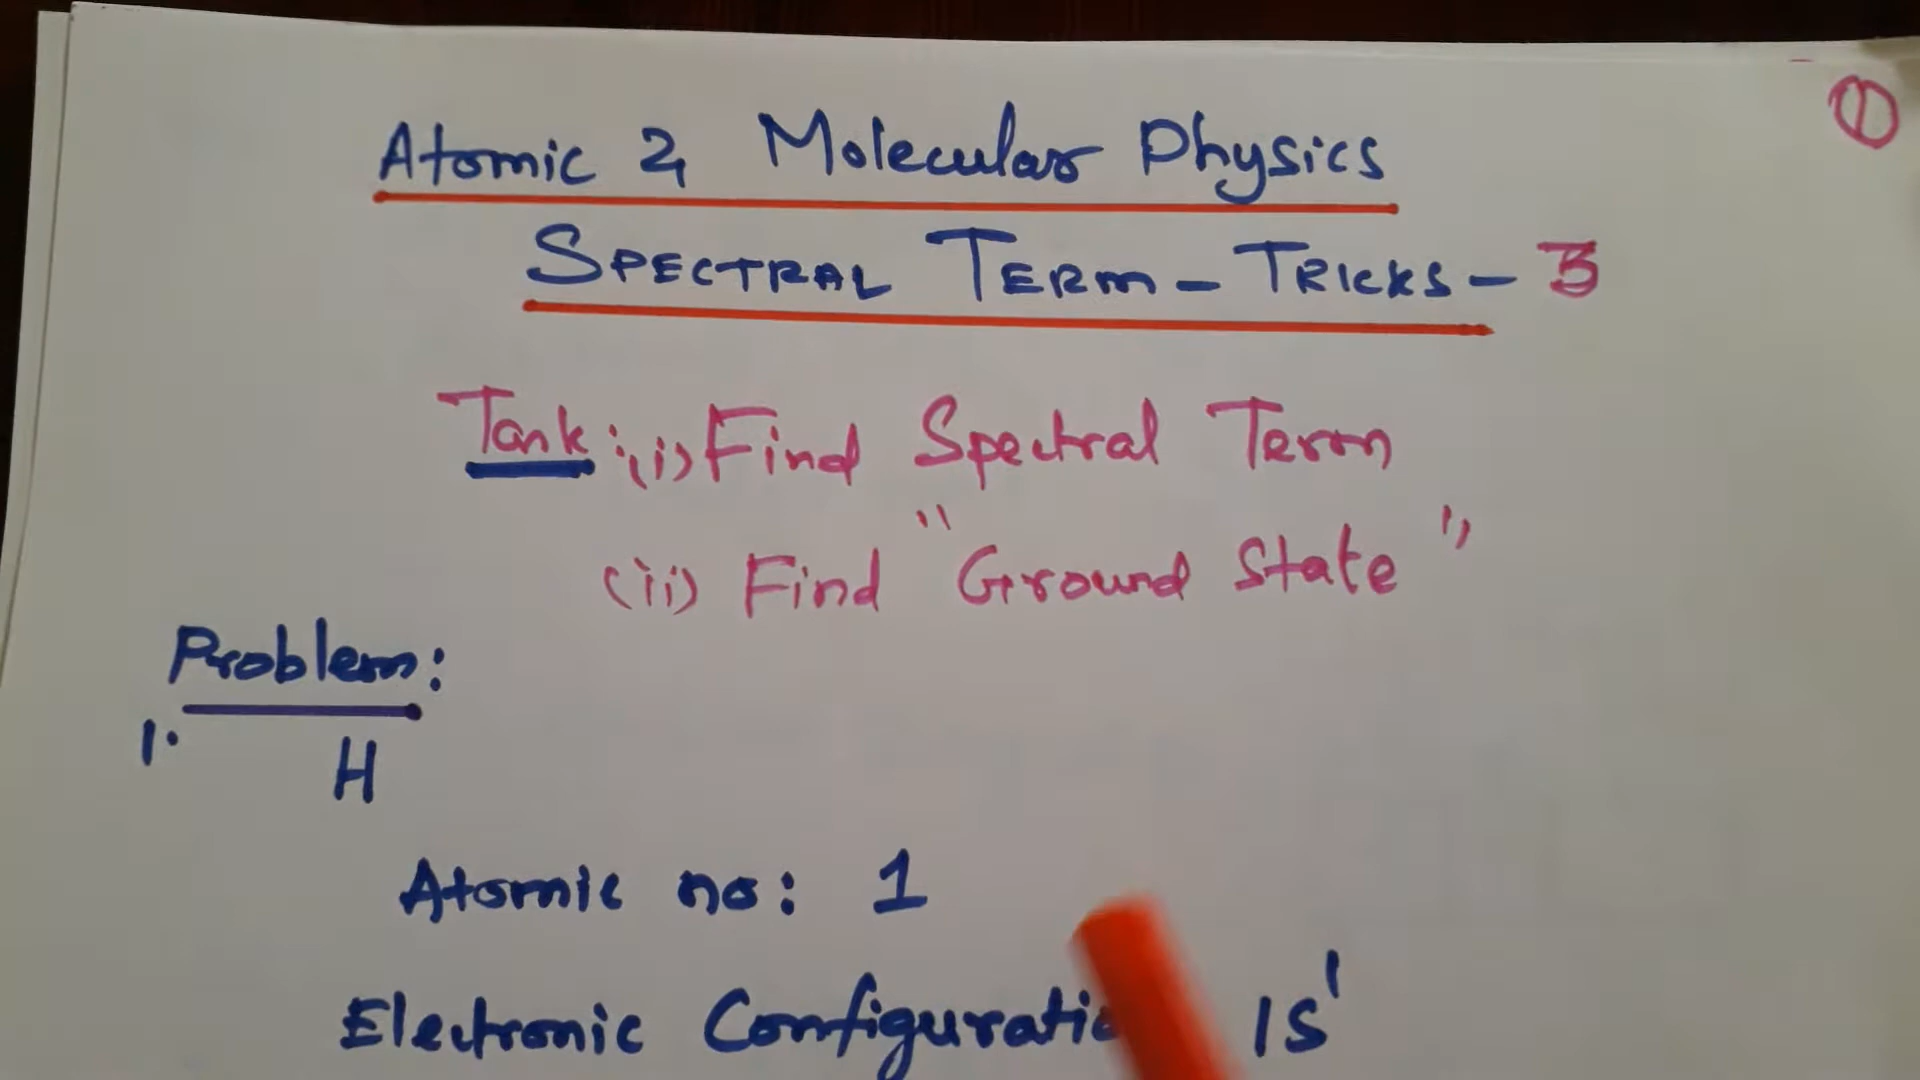 ①
Atomic & Molecular Physics
SPECTRAL TERM - TRICKS - 3
Task: (i) Find Spectral Term
(ii) Find "Ground State"
Problem:
1. H
Atomic no: 1
Electronic Configuratio 1s¹